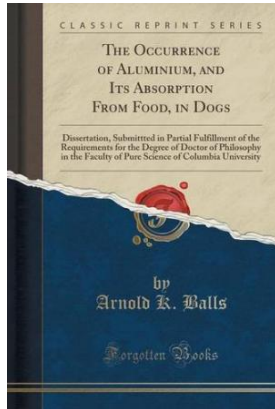 CLASSIC REPRINT SERIES
THE OCCURRENCE
OF ALUMINIUM, AND
ITS ABSORPTION
FROM FOOD, IN DOGS
Dissertation, Submittted in Partial Fulfillment of the
Requirements for the Degree of Doctor of Philosophy
in the Faculty of Pure Science of Columbia University
by
Arnold K. Balls
Forgotten Books